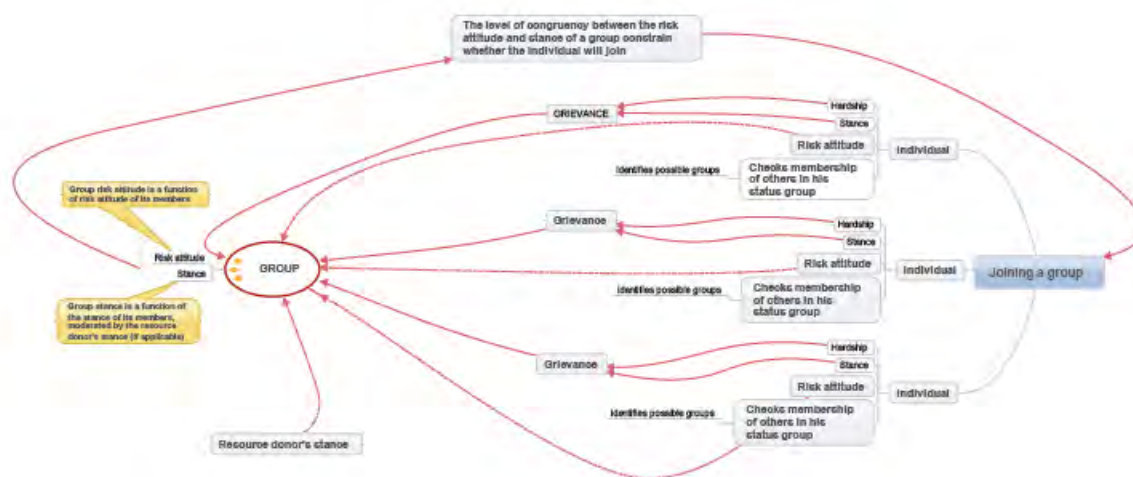 The level of congruency between the risk
attitude and stance of a group constrain
whether the individual will join
Hardship
GRIEVANCE
Stance
Risk attitude
Individual
Identifies possible groups
Checks membership
of others in his
status group
Group risk attitude is a function
of risk attitude of its members
Grievance
Hardship
Stance
Risk attitude
Risk attitude
Stance
GROUP
Individual
Joining a group
Identifies possible groups
Checks membership
of others in his
status group
Group stance is a function of
the stance of its members,
moderated by the resource
donor's stance (if applicable)
Hardship
Grievance
Stance
Risk attitude
Individual
Identifies possible groups
Checks membership
of others in his
status group
Resource donor's stance